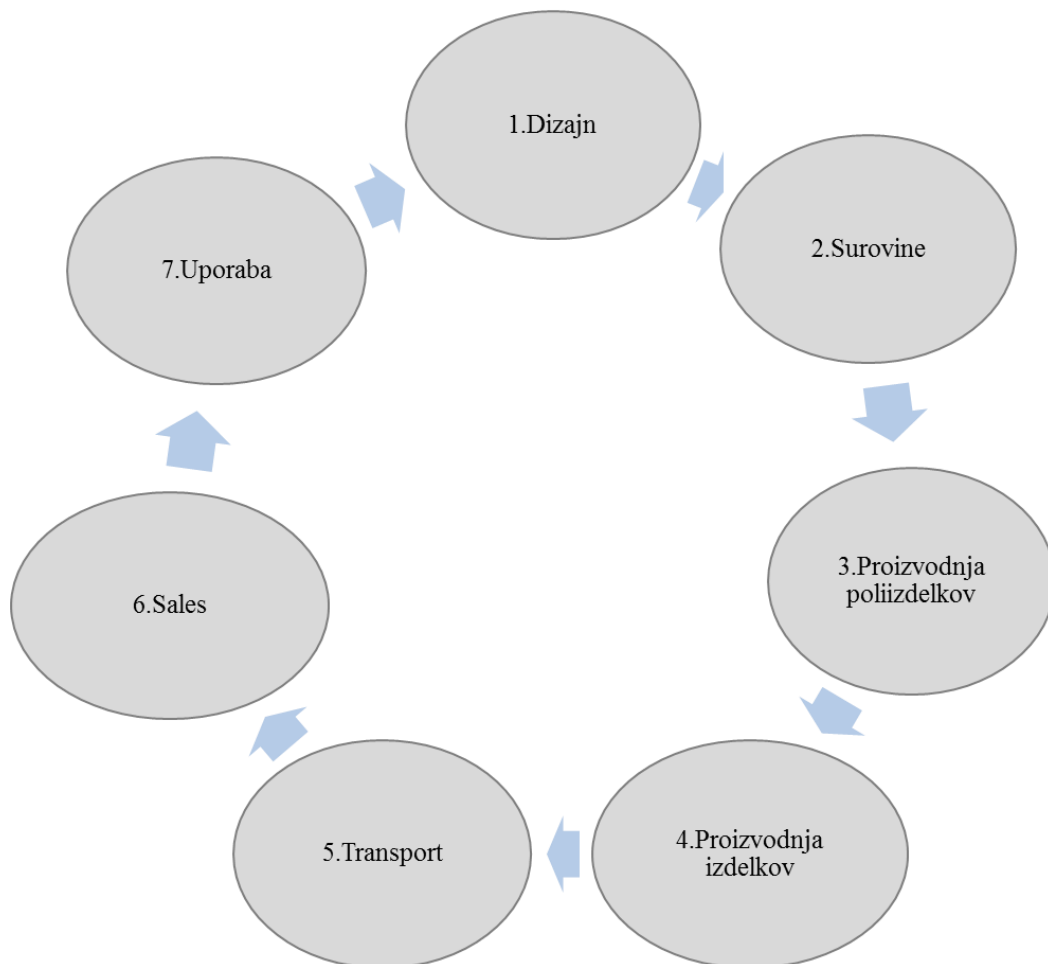 1.Dizajn
2.Surovine
3.Proizvodnja
poliizdelkov
4.Proizvodnja
izdelkov
5.Transport
6.Sales
7.Uporaba